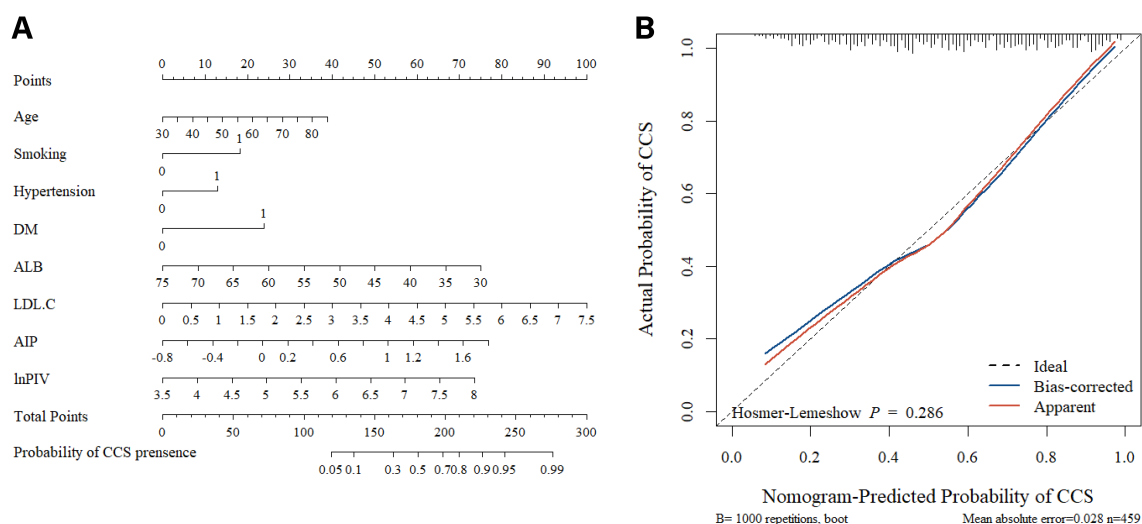 A
Points
0 10 20 30 40 50 60 70 80 90 100
Age
30 40 50 60 70 80
Smoking
1
0
Hypertension
1
0
DM
1
0
ALB
75 70 65 60 55 50 45 40 35 30
LDL.C
0 0.5 1 1.5 2 2.5 3 3.5 4 4.5 5 5.5 6 6.5 7 7.5
AIP
-0.8 -0.4 0 0.2 0.6 1 1.2 1.6
lnPIV
3.5 4 4.5 5 5.5 6 6.5 7 7.5 8
Total Points
0 50 100 150 200 250 300
Probability of CCS prensence
0.05 0.1 0.3 0.5 0.7 0.8 0.9 0.95 0.99
B
Actual Probability of CCS
1.0
0.8
0.6
0.4
0.2
0.0
Ideal
Bias-corrected
Apparent
Hosmer-Lemeshow P = 0.286
0.0 0.2 0.4 0.6 0.8 1.0
Nomogram-Predicted Probability of CCS
B= 1000 repetitions, boot
Mean absolute error=0.028 n=459